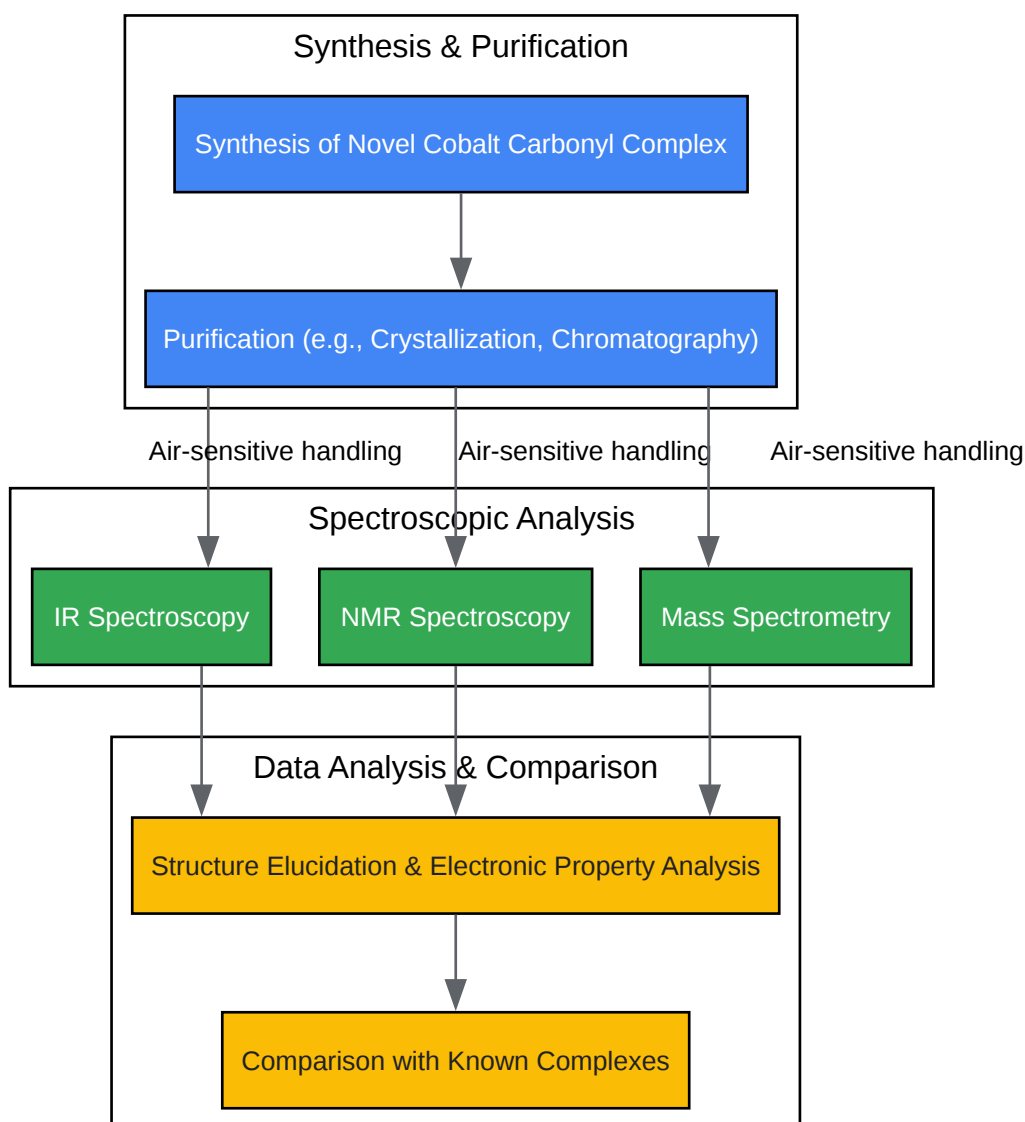 Synthesis & Purification
Synthesis of Novel Cobalt Carbonyl Complex
Purification (e.g., Crystallization, Chromatography)
Air-sensitive handling
Air-sensitive handling
Air-sensitive handling
Spectroscopic Analysis
IR Spectroscopy
NMR Spectroscopy
Mass Spectrometry
Data Analysis & Comparison
Structure Elucidation & Electronic Property Analysis
Comparison with Known Complexes